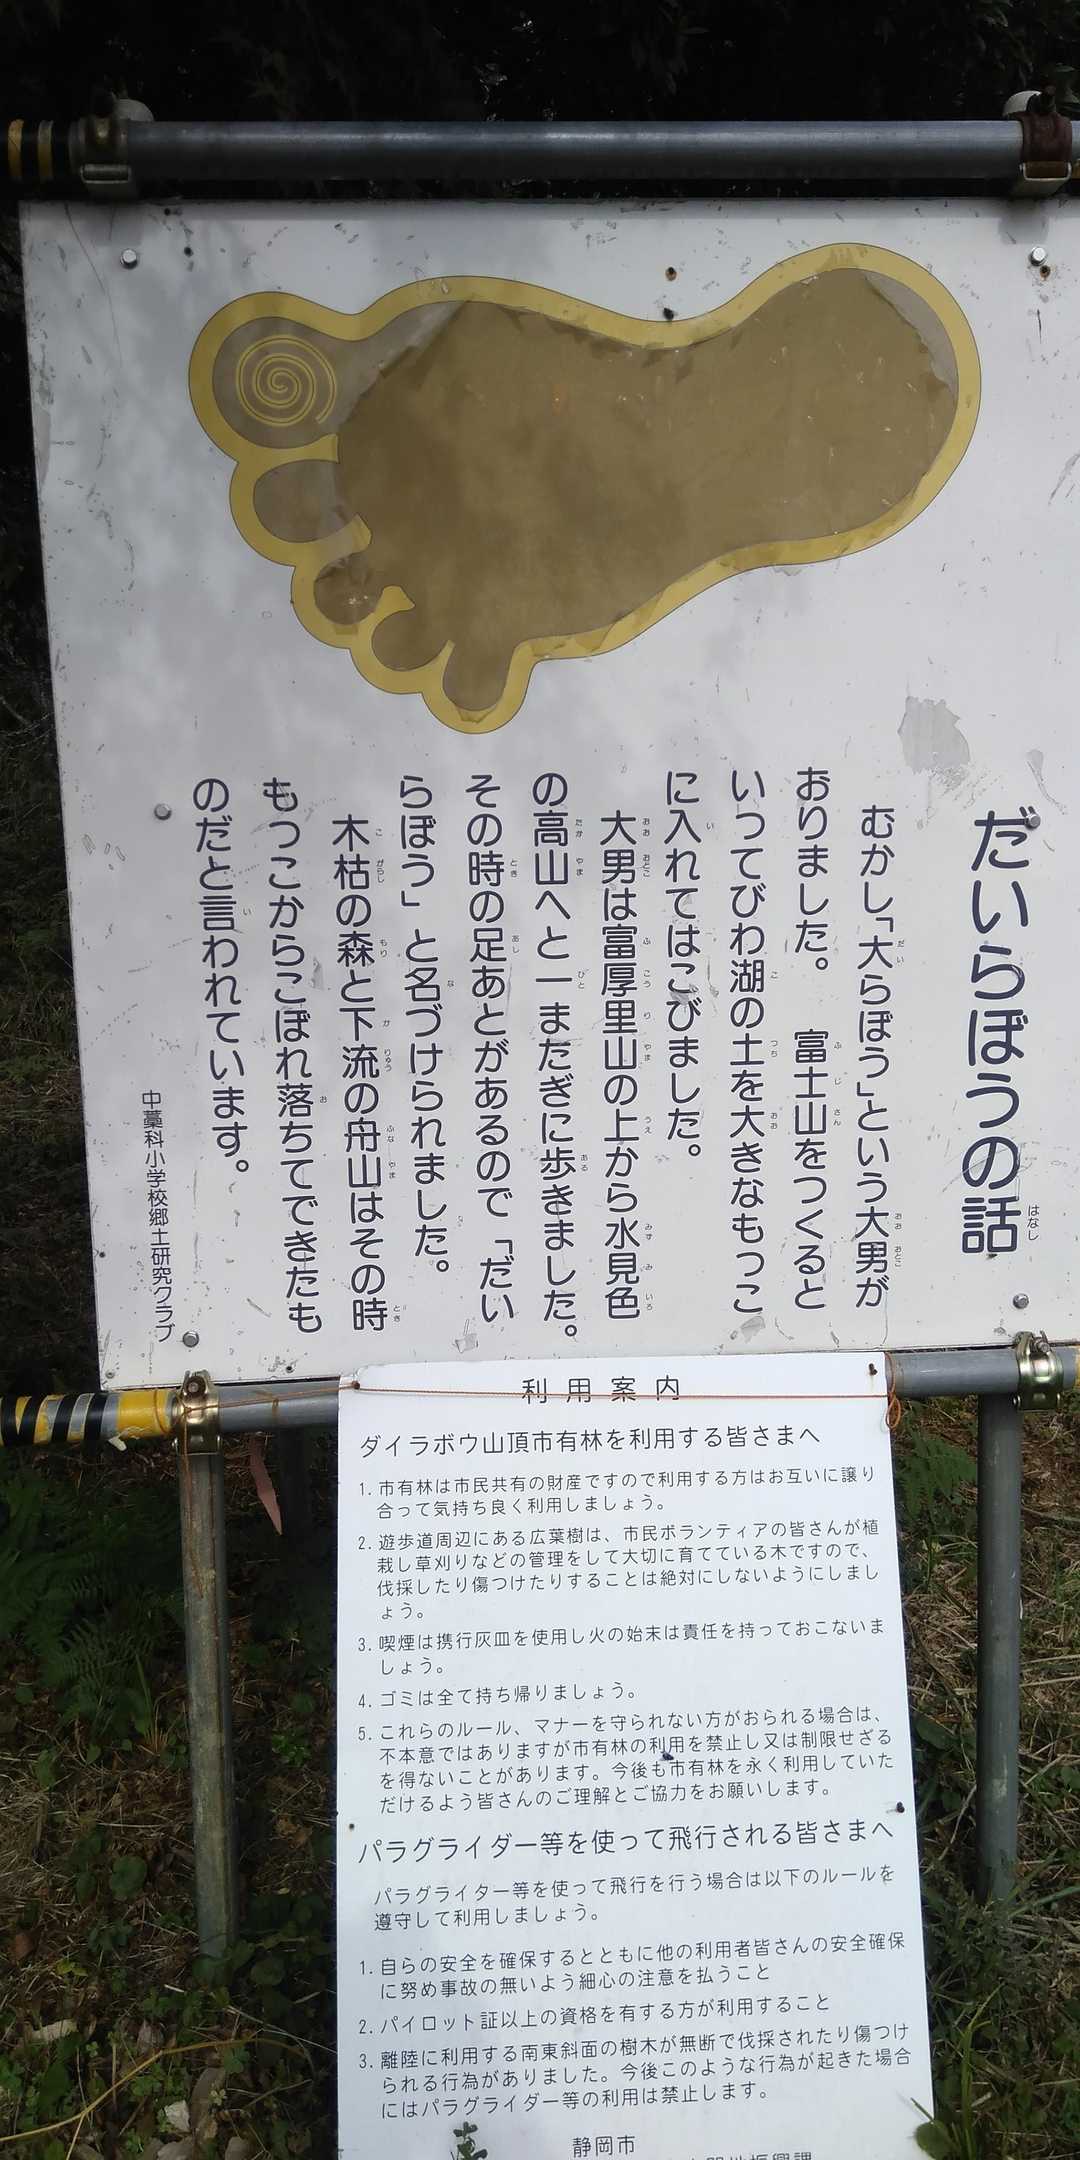 だいらぼうの話
むかし「大らぼう」という大男が
おりました。 富士山をつくると
いってびわ湖の土を大きなもっこ
に入れてはこびました。
大男は富厚里山の上から水見色
の高山へと一またぎに歩きました。
その時の足あとがあるので「だい
らぼう」と名づけられました。
木枯の森と下流の舟山はその時
もっこからこぼれ落ちてできたも
のだと言われています。
中藁科小学校郷土研究クラブ
利用案内
ダイラボウ山頂市有林を利用する皆さまへ
1. 市有林は市民共有の財産ですので利用する方はお互いに譲り
合って気持ち良く利用しましょう。
2. 遊歩道周辺にある広葉樹は、市民ボランティアの皆さんが植
栽し草刈りなどの管理をして大切に育てている木ですので、
伐採したり傷つけたりすることは絶対にしないようにしまし
ょう。
3. 喫煙は携行灰皿を使用し火の始末は責任を持っておこないま
しょう。
4. ゴミは全て持ち帰りましょう。
5. これらのルール、マナーを守られない方がおられる場合は、
不本意ではありますが市有林の利用を禁止し又は制限せざる
を得ないことがあります。今後も市有林を永く利用していた
だけるよう皆さんのご理解とご協力をお願いします。
パラグライダー等を使って飛行される皆さまへ
パラグライダー等を使って飛行を行う場合は以下のルールを
遵守して利用しましょう。
1. 自らの安全を確保するとともに他の利用者皆さんの安全確保
に努め事故の無いよう細心の注意を払うこと
2. パイロット証以上の資格を有する方が利用すること
3. 離陸に利用する南東斜面の樹木が無断で伐採されたり傷つけ
られる行為がありました。今後このような行為が起きた場合
にはパラグライダー等の利用は禁止します。
静岡市